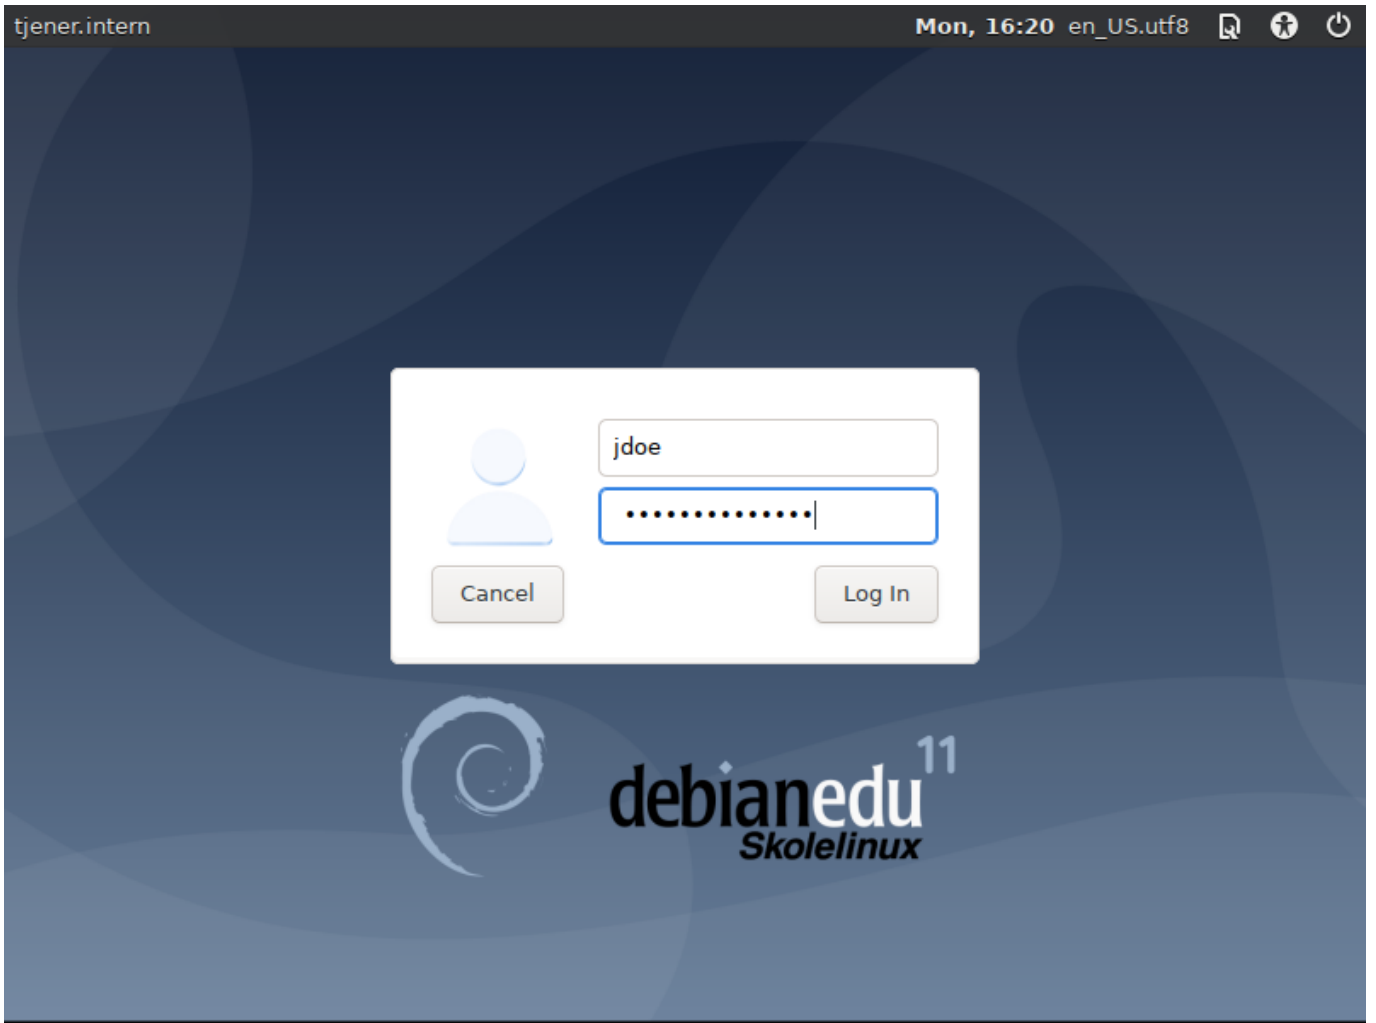 tjener.intern Mon, 16:20 en_US.utf8
jdoe
••••••••••••••
Cancel Log In
debianedu 11
Skolelinux